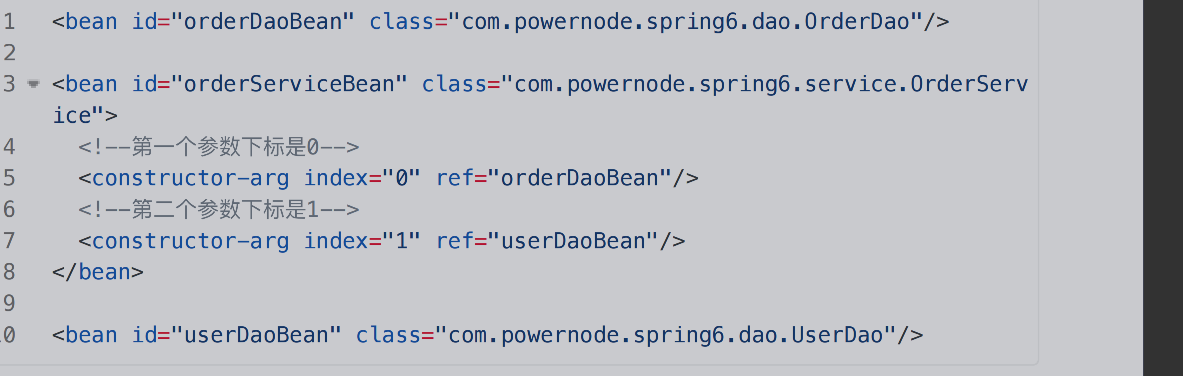 1 <bean id="orderDaoBean" class="com.powernode.spring6.dao.OrderDao"/>
2
3 <bean id="orderServiceBean" class="com.powernode.spring6.service.OrderServ
ice">
4 <!--第一个参数下标是0-->
5 <constructor-arg index="0" ref="orderDaoBean"/>
6 <!--第二个参数下标是1-->
7 <constructor-arg index="1" ref="userDaoBean"/>
8 </bean>
9
0 <bean id="userDaoBean" class="com.powernode.spring6.dao.UserDao"/>